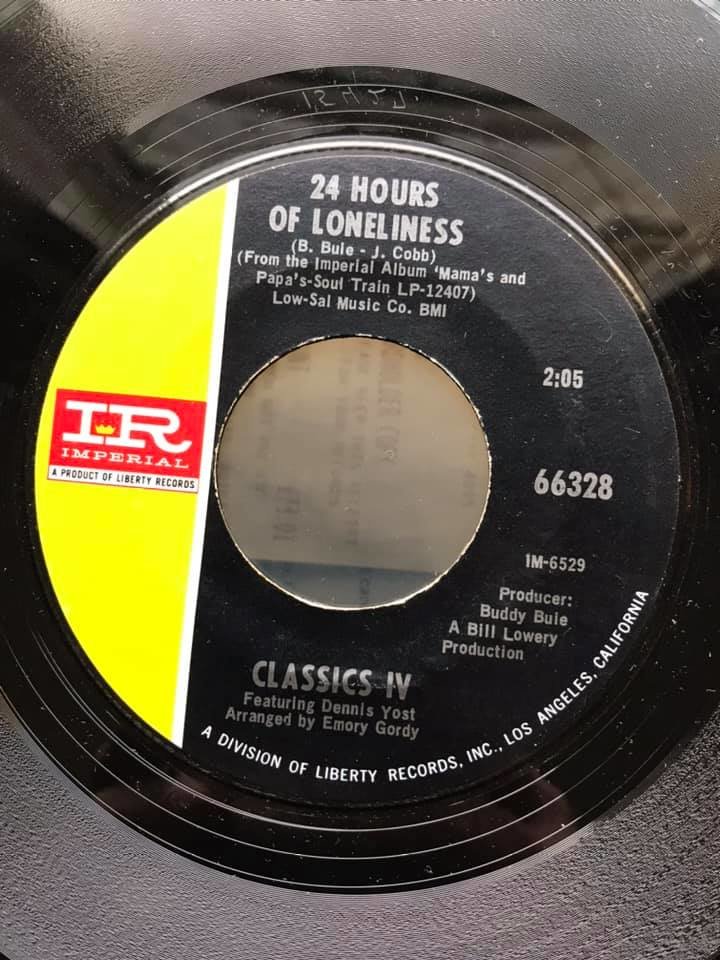 24 HOURS
OF LONELINESS
(B. Buie - J. Cobb)
(From the Imperial Album 'Mama's and
Papa's-Soul Train LP-12407)
Low-Sal Music Co. BMI
2:05
IR
IMPERIAL
A PRODUCT OF LIBERTY RECORDS
66328
IM-6529
Producer:
Buddy Buie
A Bill Lowery
Production
CLASSICS IV
Featuring Dennis Yost
Arranged by Emory Gordy
A DIVISION OF LIBERTY RECORDS, INC., LOS ANGELES, CALIFORNIA